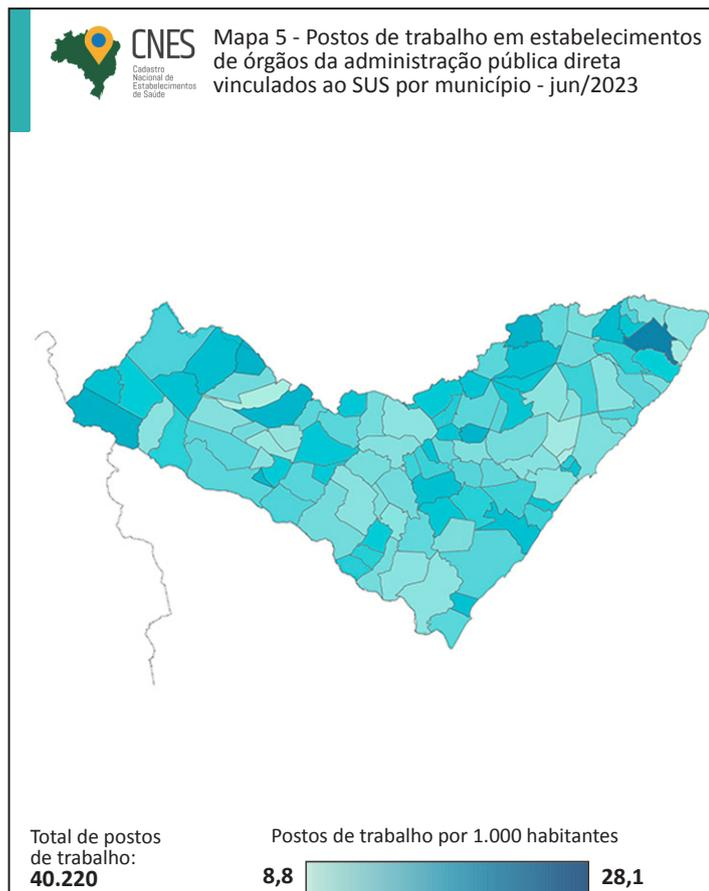 CNES
Cadastro
Nacional de
Estabelecimentos
de Saúde
Mapa 5 - Postos de trabalho em estabelecimentos
de órgãos da administração pública direta
vinculados ao SUS por município - jun/2023
Total de postos
de trabalho:
40.220
Postos de trabalho por 1.000 habitantes
8,8
28,1